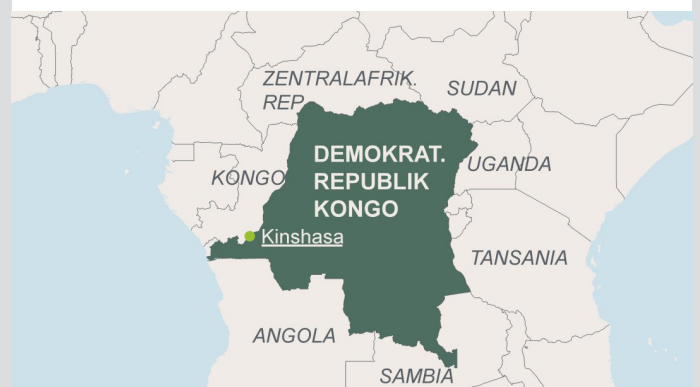 ZENTRALAFRIK.
REP.
SUDAN
DEMOKRAT.
REPUBLIK
KONGO
UGANDA
KONGO
Kinshasa
TANSANIA
ANGOLA
SAMBIA